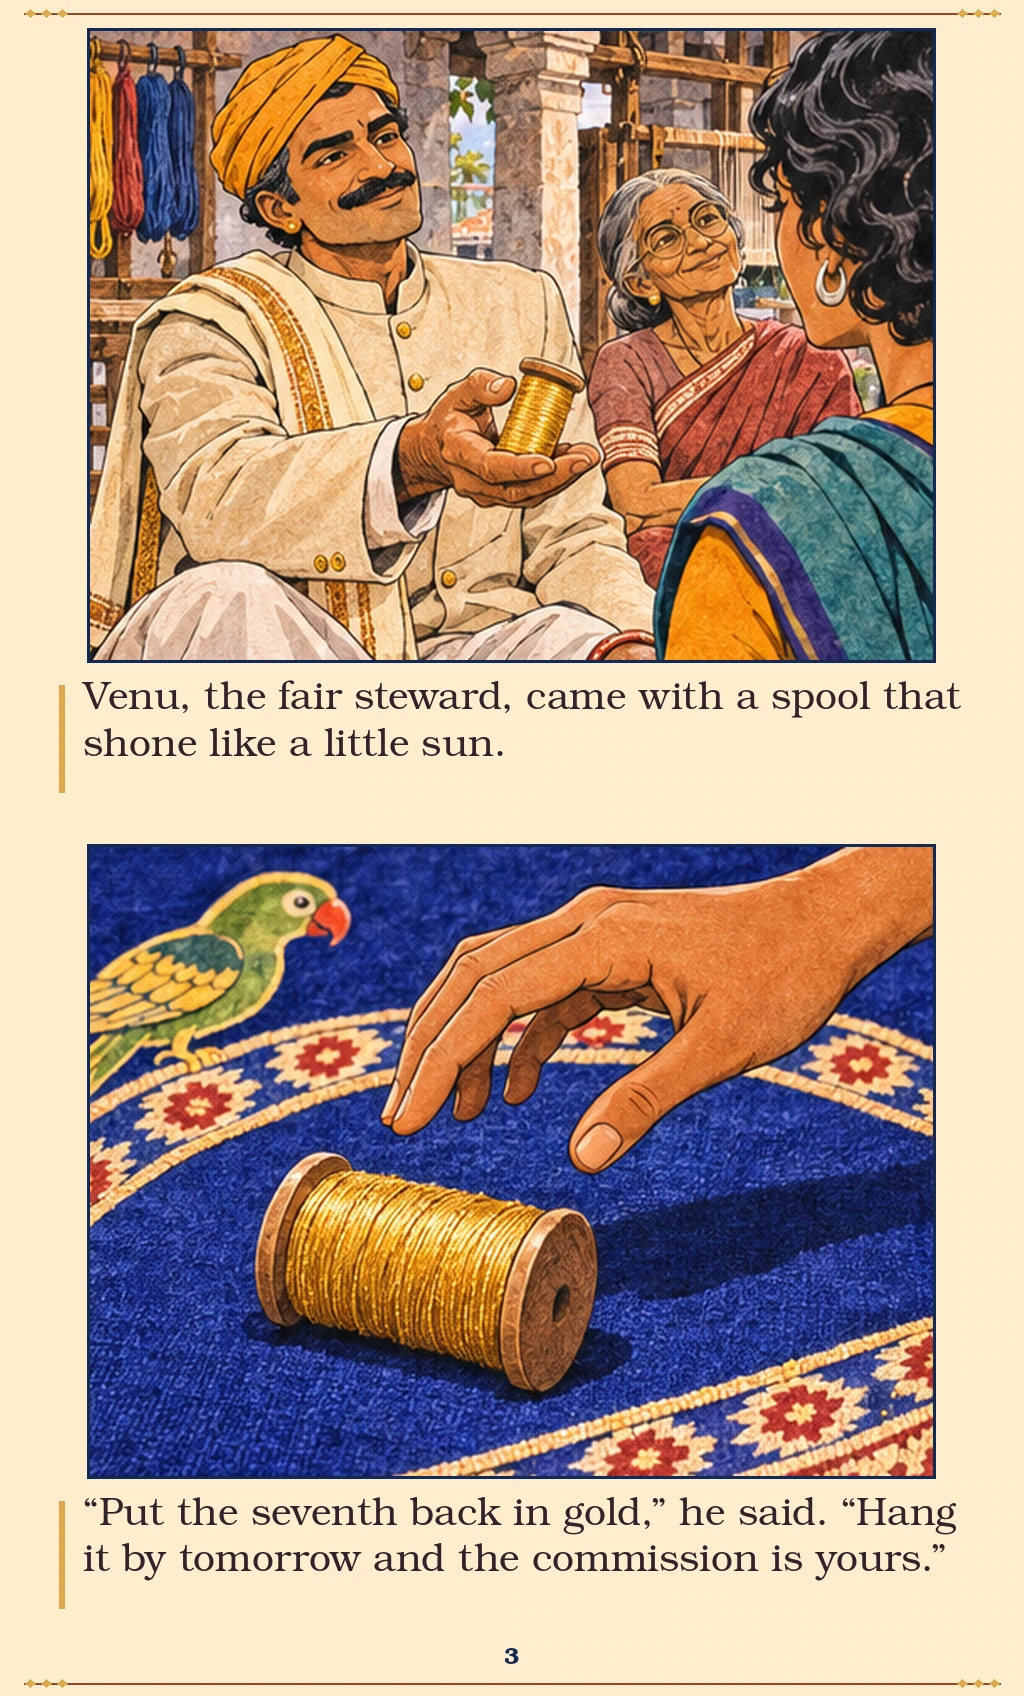 Venu, the fair steward, came with a spool that
shone like a little sun.
“Put the seventh back in gold,” he said. “Hang
it by tomorrow and the commission is yours.”
3